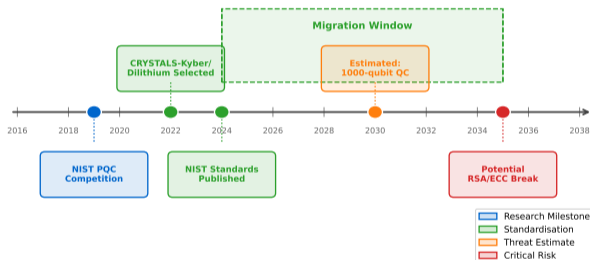 Migration Window
CRYSTALS-Kyber/
Dilithium Selected
Estimated:
1000-qubit QC
2016
2018
2020
2022
2024
2026
2028
2030
2032
2034
2036
2038
NIST PQC
Competition
NIST Standards
Published
Potential
RSA/ECC Break
Research Milestone
Standardisation
Threat Estimate
Critical Risk